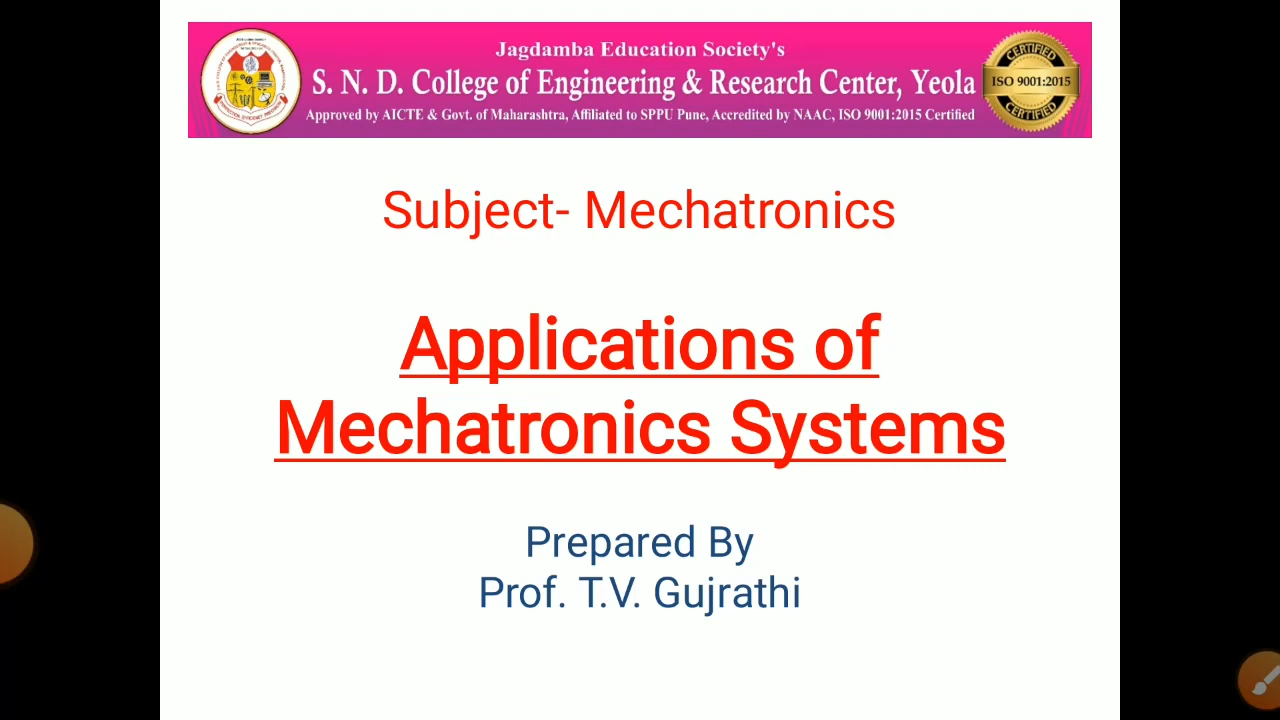 Jagdamba Education Society's
S. N. D. College of Engineering & Research Center, Yeola
Approved by AICTE & Govt. of Maharashtra, Affiliated to SPPU Pune, Accredited by NAAC, ISO 9001:2015 Certified
CERTIFIED
ISO 9001:2015
CERTIFIED
Subject- Mechatronics
Applications of
Mechatronics Systems
Prepared By
Prof. T.V. Gujrathi